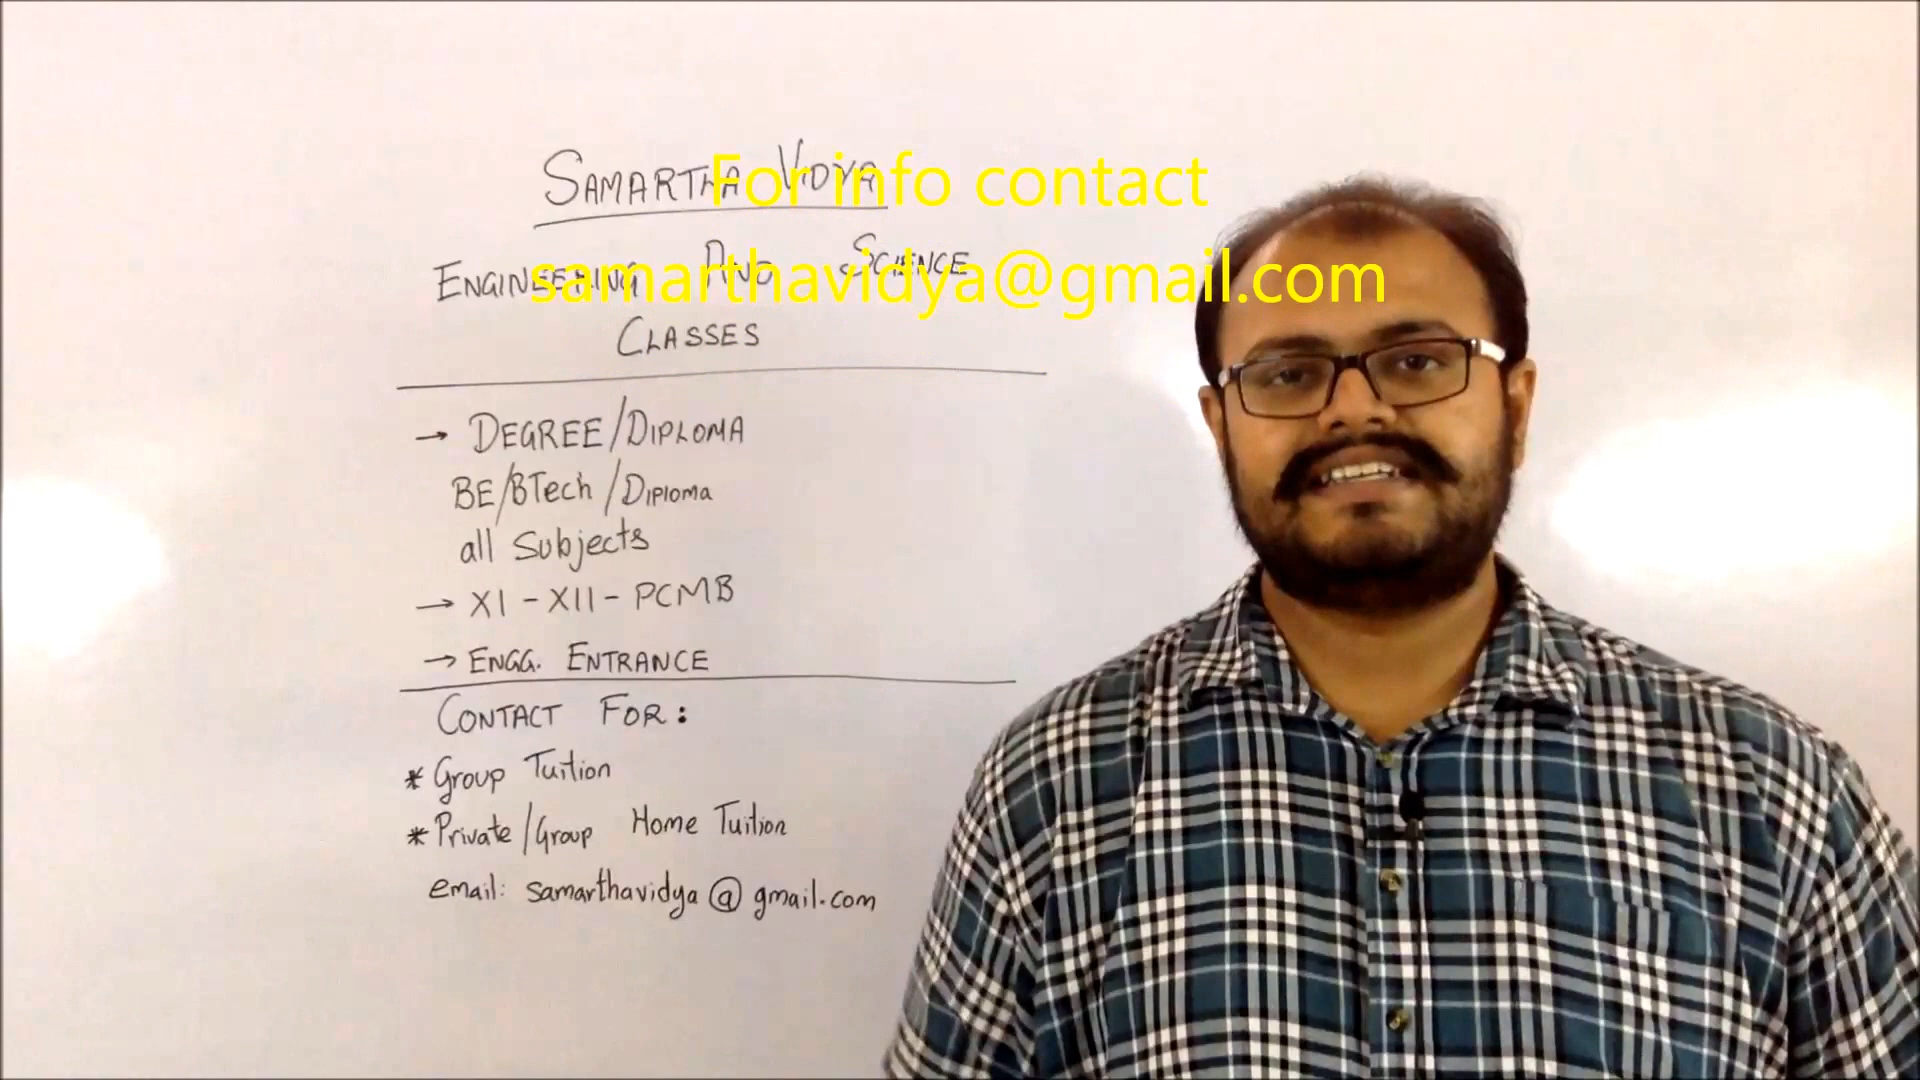 SAMARTHA VIDYA
For info contact
ENGINEERING AND SCIENCE
samarthavidya@gmail.com
CLASSES
→ DEGREE/DIPLOMA
BE/BTech/Diploma
all Subjects
→ XI - XII - PCMB
→ ENGG. ENTRANCE
CONTACT FOR:
* Group Tuition
* Private/Group Home Tuition
email: samarthavidya@gmail.com